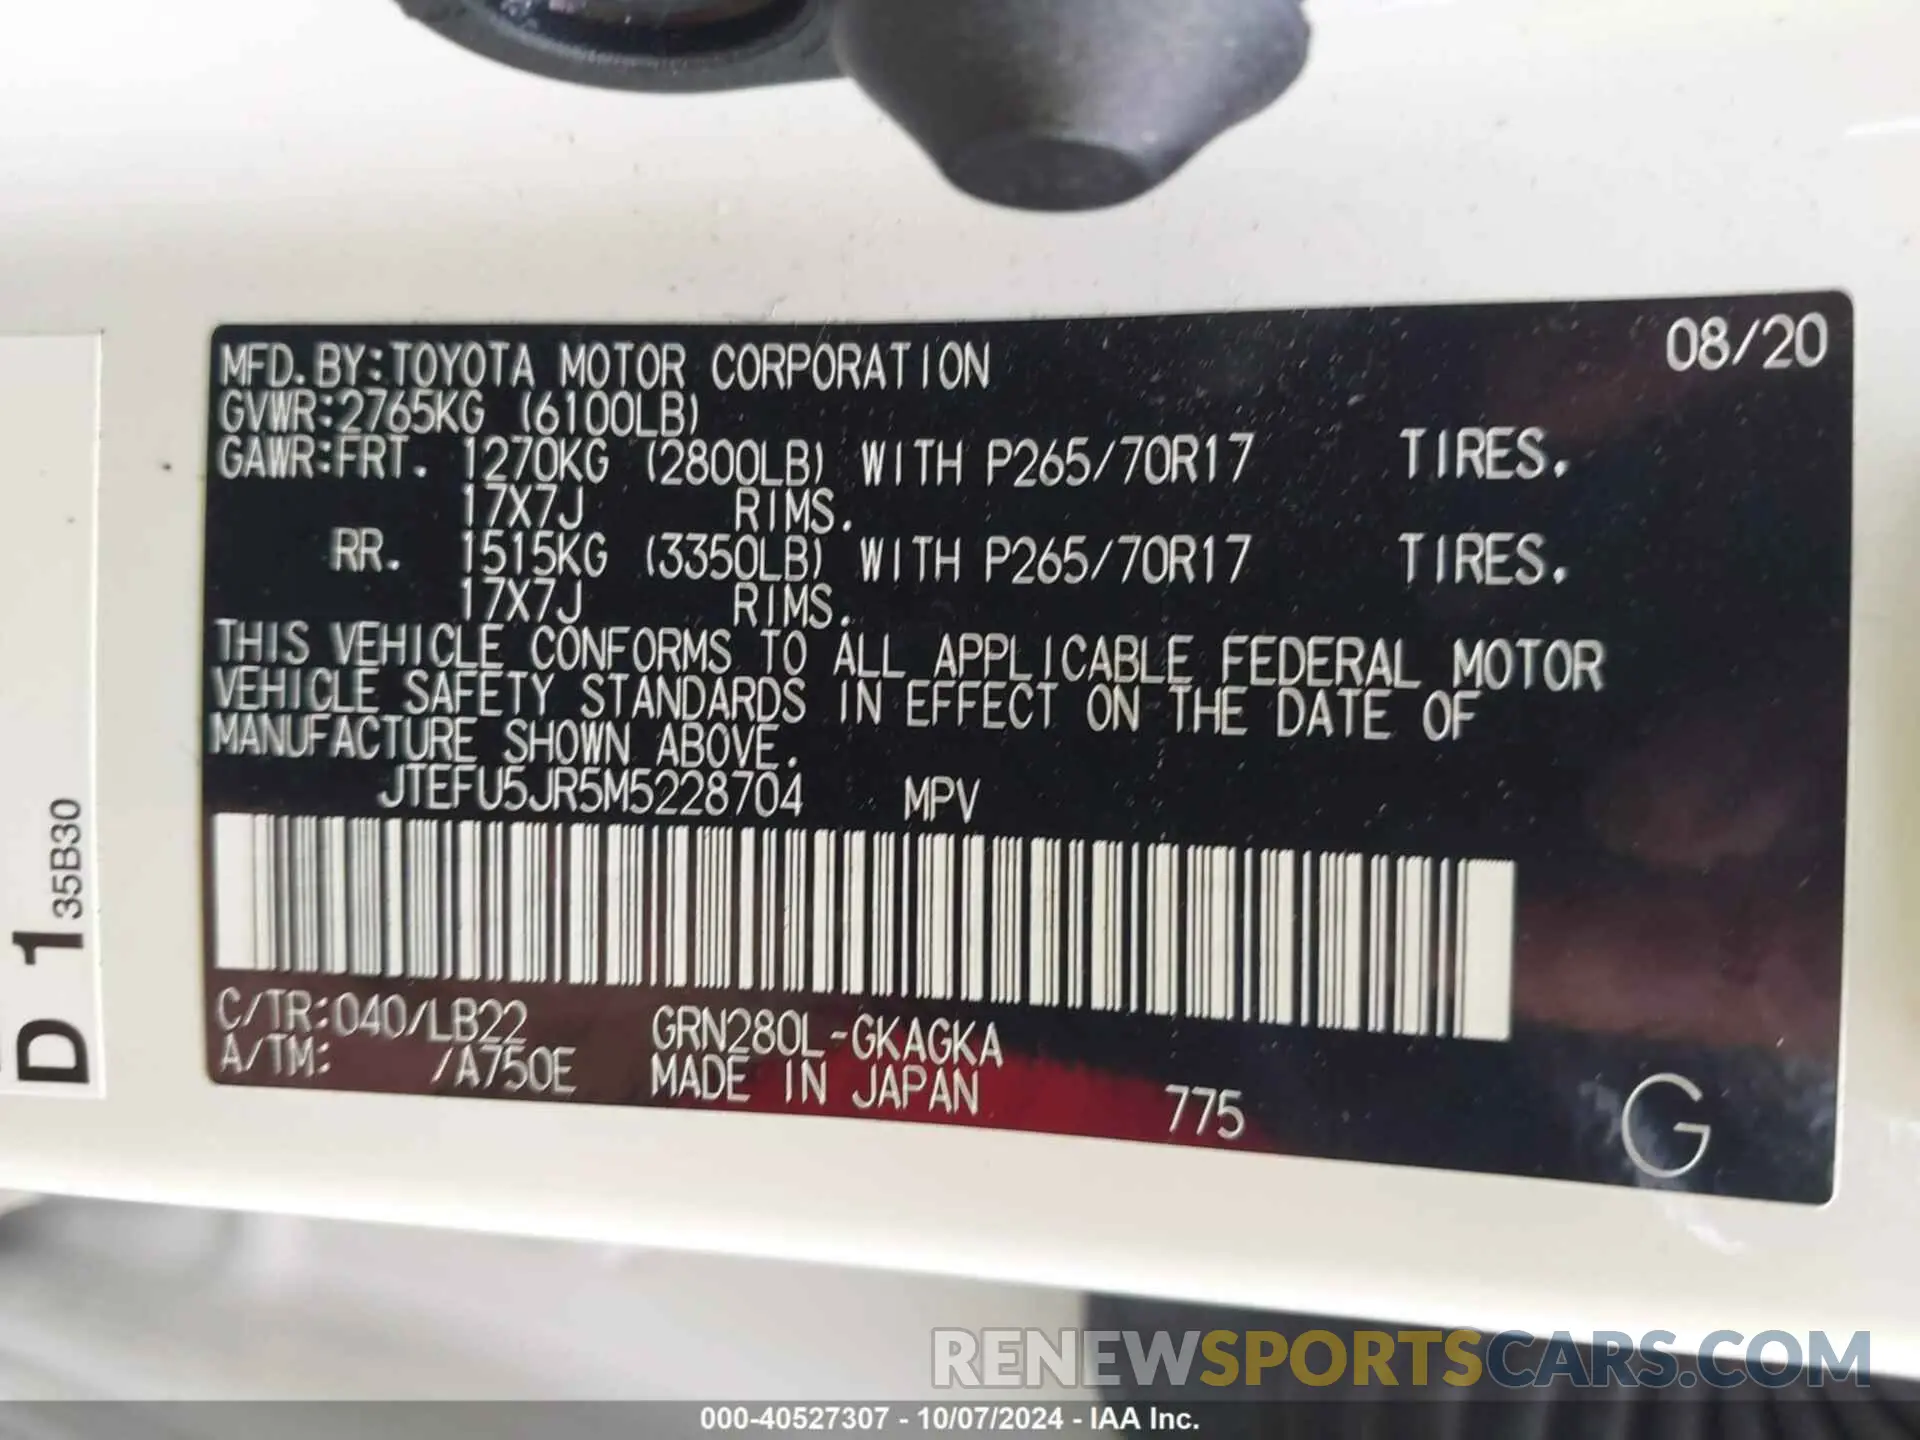 MFD.BY:TOYOTA MOTOR CORPORATION 08/20
GVWR:2765KG (6100LB)
GAWR:FRT. 1270KG (2800LB) WITH P265/70R17 TIRES.
17X7J RIMS.
RR. 1515KG (3350LB) WITH P265/70R17 TIRES.
17X7J RIMS.
THIS VEHICLE CONFORMS TO ALL APPLICABLE FEDERAL MOTOR
VEHICLE SAFETY STANDARDS IN EFFECT ON THE DATE OF
MANUFACTURE SHOWN ABOVE.
JTEFU5JR5M5228704 MPV
C/TR:040/LB22 GRN280L-GKAGKA
A/TM: /A750E MADE IN JAPAN 775 G
D 1 35B30
RENEWSPORTSCARS.COM
000-40527307 - 10/07/2024 - IAA Inc.